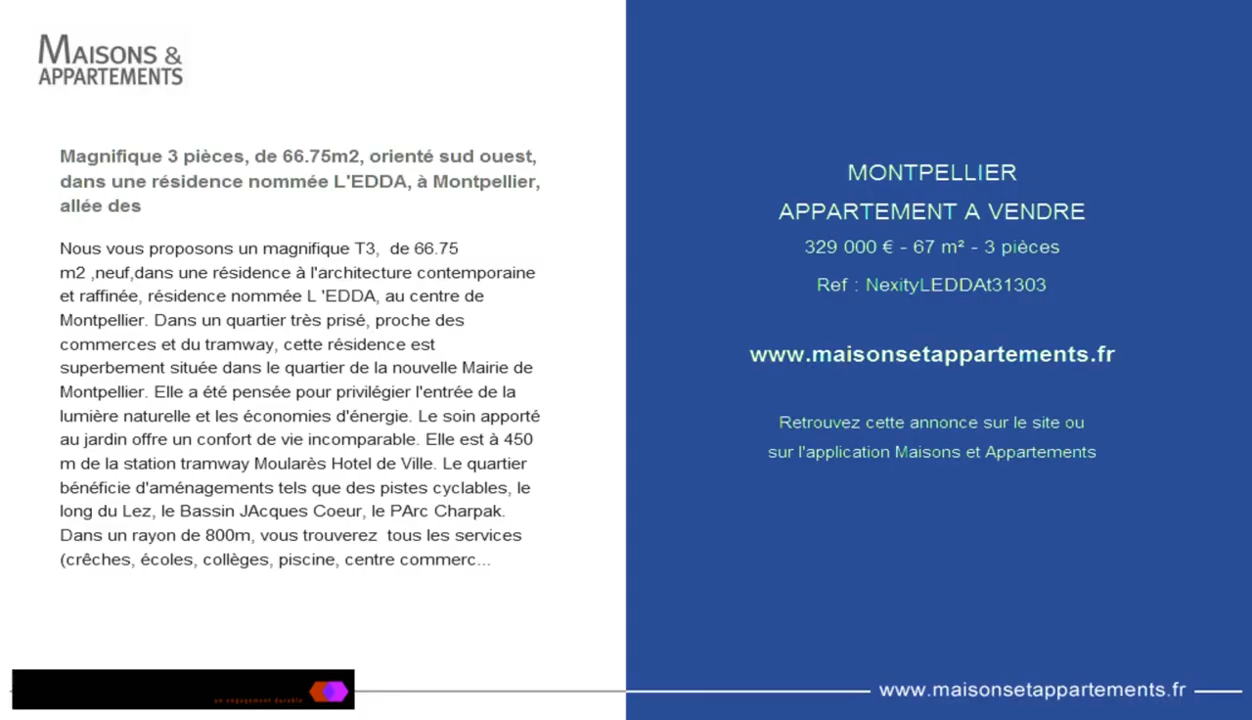 MAISONS &
APPARTEMENTS
Magnifique 3 pièces, de 66.75m2, orienté sud ouest,
dans une résidence nommée L'EDDA, à Montpellier,
allée des
Nous vous proposons un magnifique T3,  de 66.75
m2 ,neuf,dans une résidence à l'architecture contemporaine
et raffinée, résidence nommée L 'EDDA, au centre de
Montpellier. Dans un quartier très prisé, proche des
commerces et du tramway, cette résidence est
superbement située dans le quartier de la nouvelle Mairie de
Montpellier. Elle a été pensée pour privilégier l'entrée de la
lumière naturelle et les économies d'énergie. Le soin apporté
au jardin offre un confort de vie incomparable. Elle est à 450
m de la station tramway Moularès Hotel de Ville. Le quartier
bénéficie d'aménagements tels que des pistes cyclables, le
long du Lez, le Bassin JAcques Coeur, le PArc Charpak.
Dans un rayon de 800m, vous trouverez  tous les services
(crêches, écoles, collèges, piscine, centre commerc...
un engagement durable
MONTPELLIER
APPARTEMENT A VENDRE
329 000 € - 67 m² - 3 pièces
Ref : NexityLEDDAt31303
www.maisonsetappartements.fr
Retrouvez cette annonce sur le site ou
sur l'application Maisons et Appartements
www.maisonsetappartements.fr